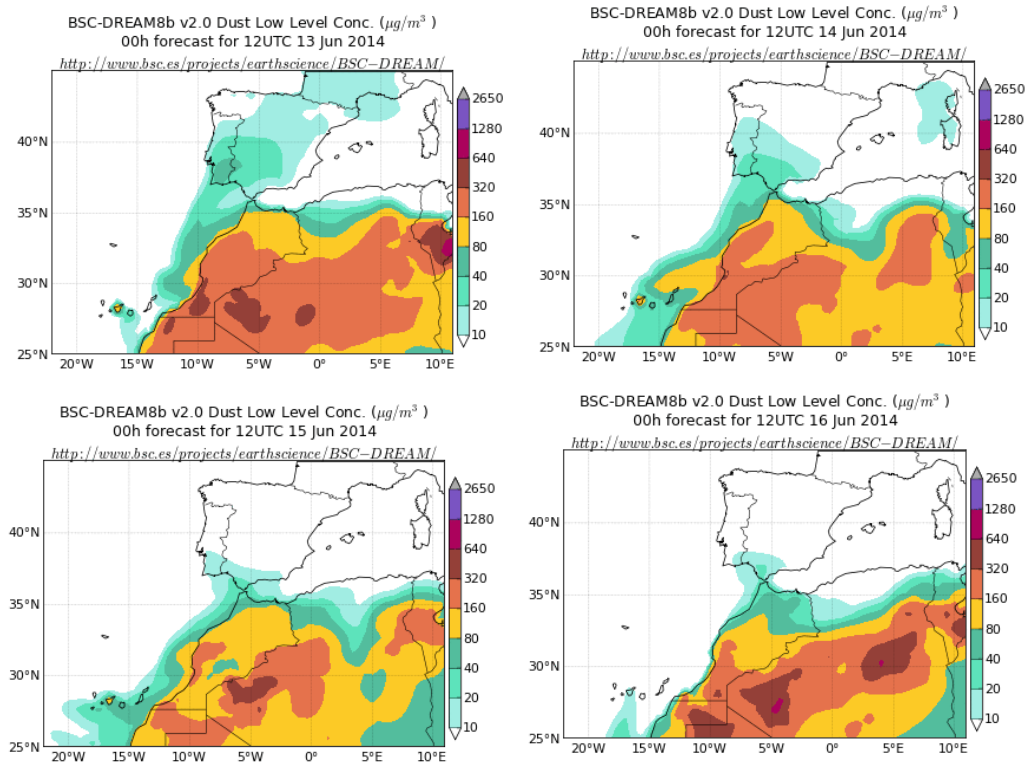 BSC-DREAM8b v2.0 Dust Low Level Conc. (µg/m³ )
00h forecast for 12UTC 13 Jun 2014
http://www.bsc.es/projects/earthscience/BSC−DREAM/
2650
1280
640
320
160
80
40
20
10
40°N
35°N
30°N
25°N
20°W 15°W 10°W 5°W 0° 5°E 10°E
BSC-DREAM8b v2.0 Dust Low Level Conc. (µg/m³ )
00h forecast for 12UTC 14 Jun 2014
http://www.bsc.es/projects/earthscience/BSC−DREAM/
2650
1280
640
320
160
80
40
20
10
40°N
35°N
30°N
25°N
20°W 15°W 10°W 5°W 0° 5°E 10°E
BSC-DREAM8b v2.0 Dust Low Level Conc. (µg/m³ )
00h forecast for 12UTC 15 Jun 2014
http://www.bsc.es/projects/earthscience/BSC−DREAM/
2650
1280
640
320
160
80
40
20
10
40°N
35°N
30°N
25°N
20°W 15°W 10°W 5°W 0° 5°E 10°E
BSC-DREAM8b v2.0 Dust Low Level Conc. (µg/m³ )
00h forecast for 12UTC 16 Jun 2014
http://www.bsc.es/projects/earthscience/BSC−DREAM/
2650
1280
640
320
160
80
40
20
10
40°N
35°N
30°N
25°N
20°W 15°W 10°W 5°W 0° 5°E 10°E